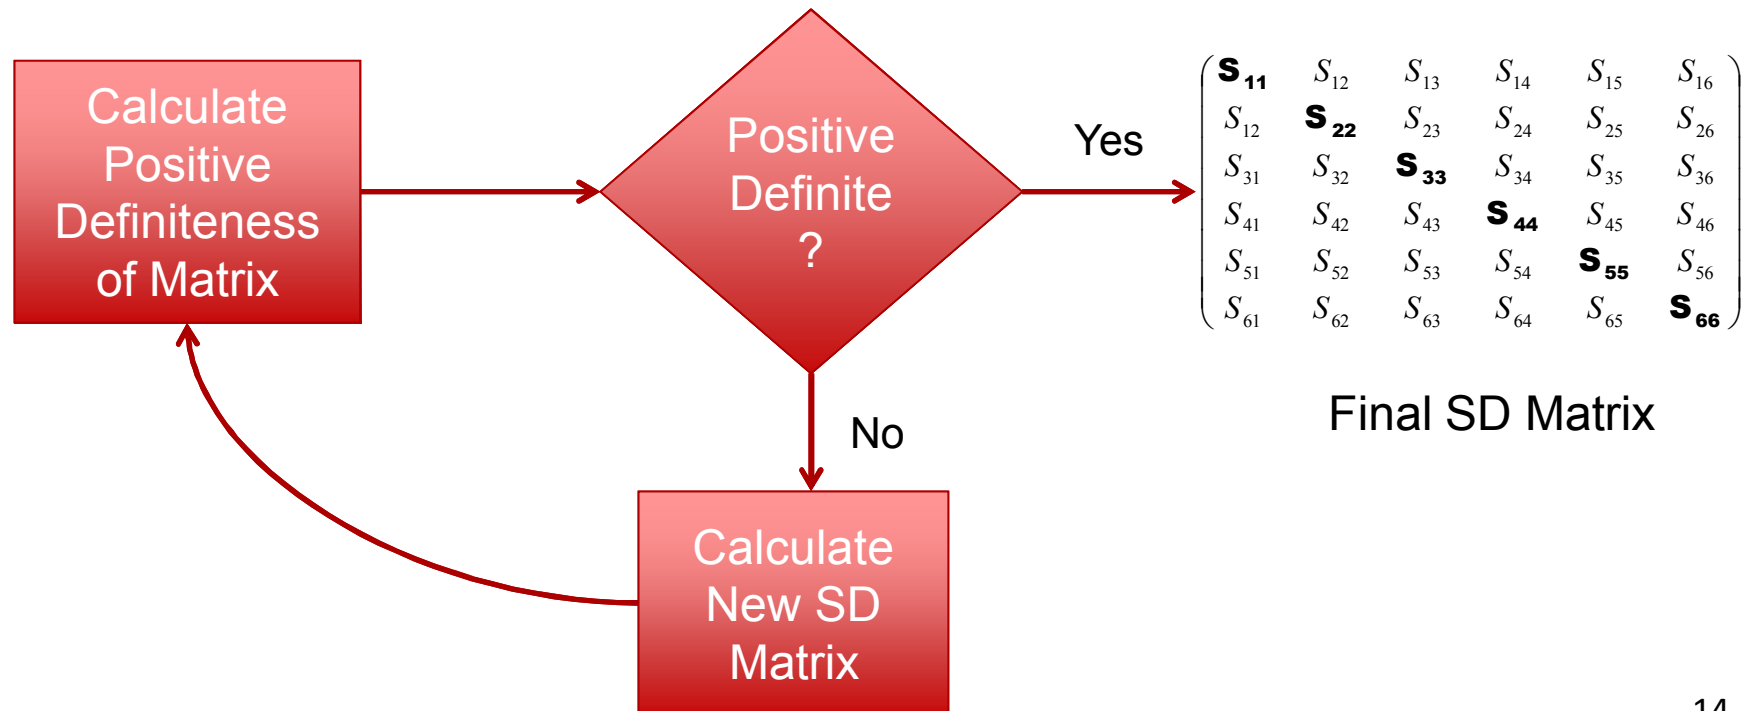 Calculate
Positive
Definiteness
of Matrix
Positive
Definite
?
Yes
S11 S12 S13 S14 S15 S16
S12 S22 S23 S24 S25 S26
S31 S32 S33 S34 S35 S36
S41 S42 S43 S44 S45 S46
S51 S52 S53 S54 S55 S56
S61 S62 S63 S64 S65 S66
Final SD Matrix
No
Calculate
New SD
Matrix
14